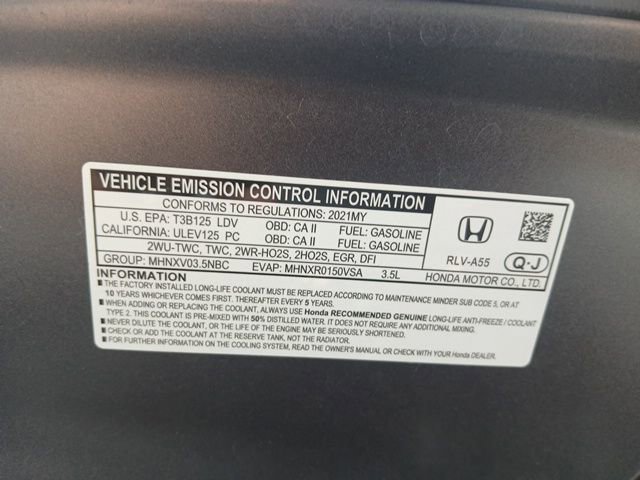 VEHICLE EMISSION CONTROL INFORMATION
CONFORMS TO REGULATIONS: 2021MY
U.S. EPA: T3B125 LDV OBD: CA II FUEL: GASOLINE
CALIFORNIA: ULEV125 PC OBD: CA II FUEL: GASOLINE
2WU-TWC, TWC, 2WR-HO2S, 2HO2S, EGR, DFI
GROUP: MHNXV03.5NBC EVAP: MHNXR0150VSA 3.5L
RLV-A55 Q-J
HONDA MOTOR CO., LTD.
INFORMATION
■ THE FACTORY INSTALLED LONG-LIFE COOLANT MUST BE REPLACED ACCORDING TO MAINTENANCE MINDER SUB CODE 5, OR AT
10 YEARS WHICHEVER COMES FIRST. THEREAFTER EVERY 5 YEARS.
■ WHEN ADDING OR REPLACING THE COOLANT, ALWAYS USE Honda RECOMMENDED GENUINE LONG-LIFE ANTI-FREEZE / COOLANT
TYPE 2. THIS COOLANT IS PRE-MIXED WITH 50% DISTILLED WATER. IT DOES NOT REQUIRE ANY ADDITIONAL MIXING.
■ NEVER DILUTE THE COOLANT, OR THE LIFE OF THE ENGINE MAY BE SERIOUSLY SHORTENED.
■ CHECK OR ADD THE COOLANT AT THE RESERVE TANK, NOT THE RADIATOR.
■ FOR FURTHER INFORMATION ON THE COOLING SYSTEM, READ THE OWNER'S MANUAL OR CHECK WITH YOUR Honda DEALER.